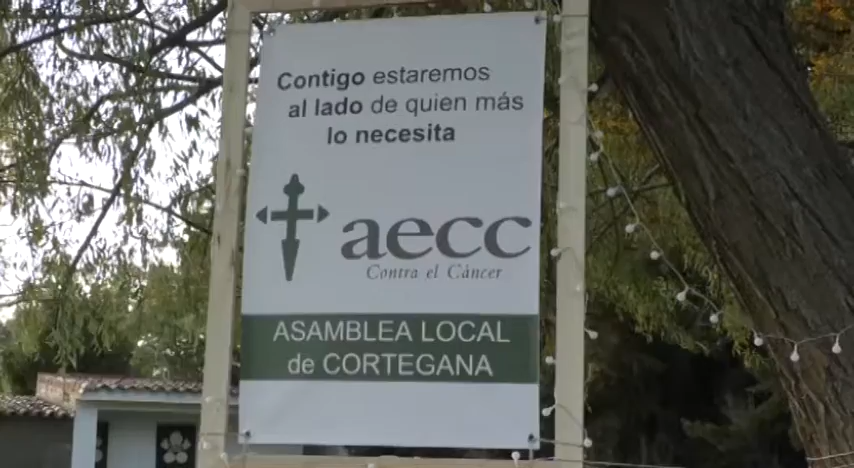 Contigo estaremos
al lado de quien más
lo necesita
aecc
Contra el Cáncer
ASAMBLEA LOCAL
de CORTEGANA